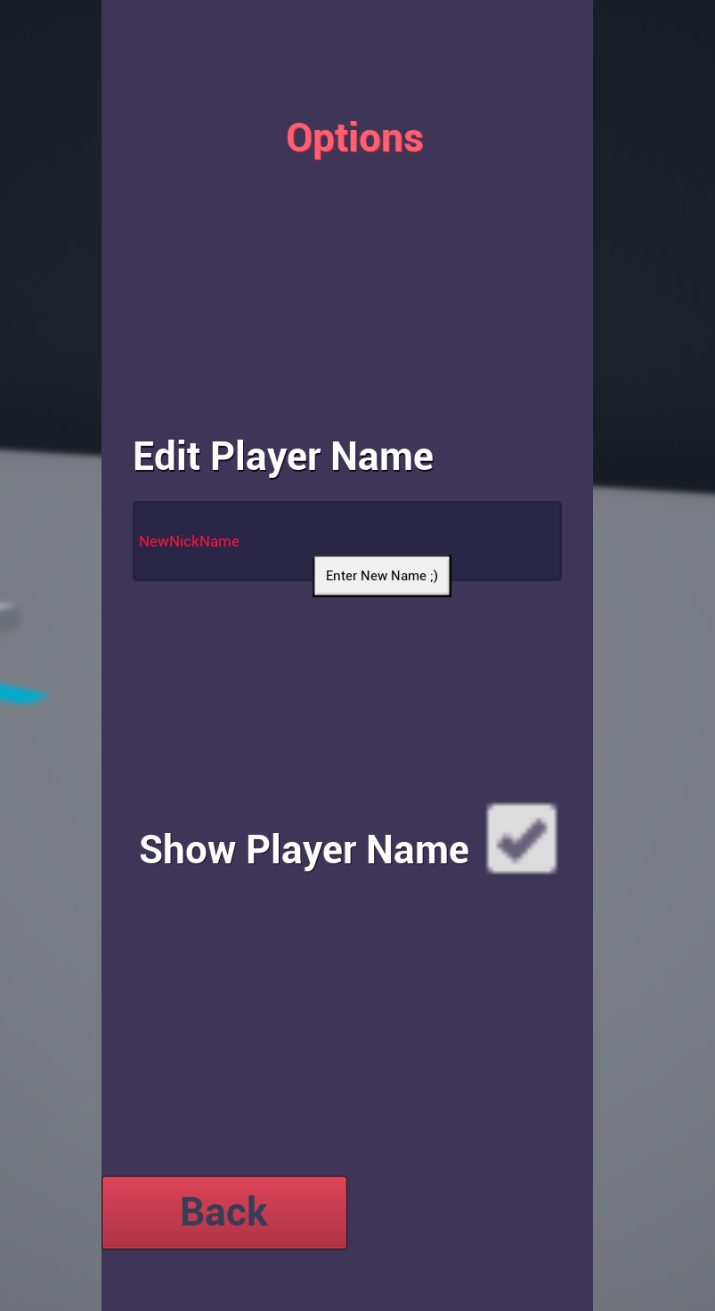 Options
Edit Player Name
NewNickName
Enter New Name ;)
Show Player Name
Back